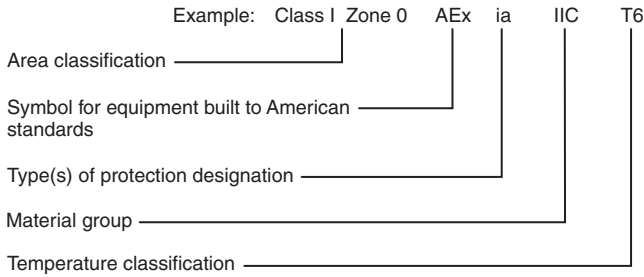 Example: Class I Zone 0 AEx ia IIC T6
Area classification
Symbol for equipment built to American
standards
Type(s) of protection designation
Material group
Temperature classification